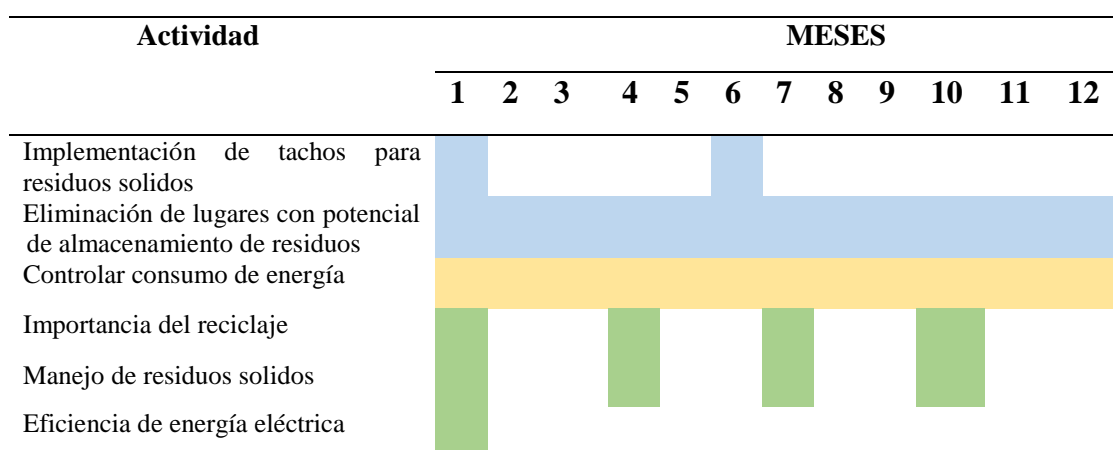 Actividad MESES
1 2 3 4 5 6 7 8 9 10 11 12
Implementación de tachos para
residuos solidos
Eliminación de lugares con potencial
de almacenamiento de residuos
Controlar consumo de energía
Importancia del reciclaje
Manejo de residuos solidos
Eficiencia de energía eléctrica